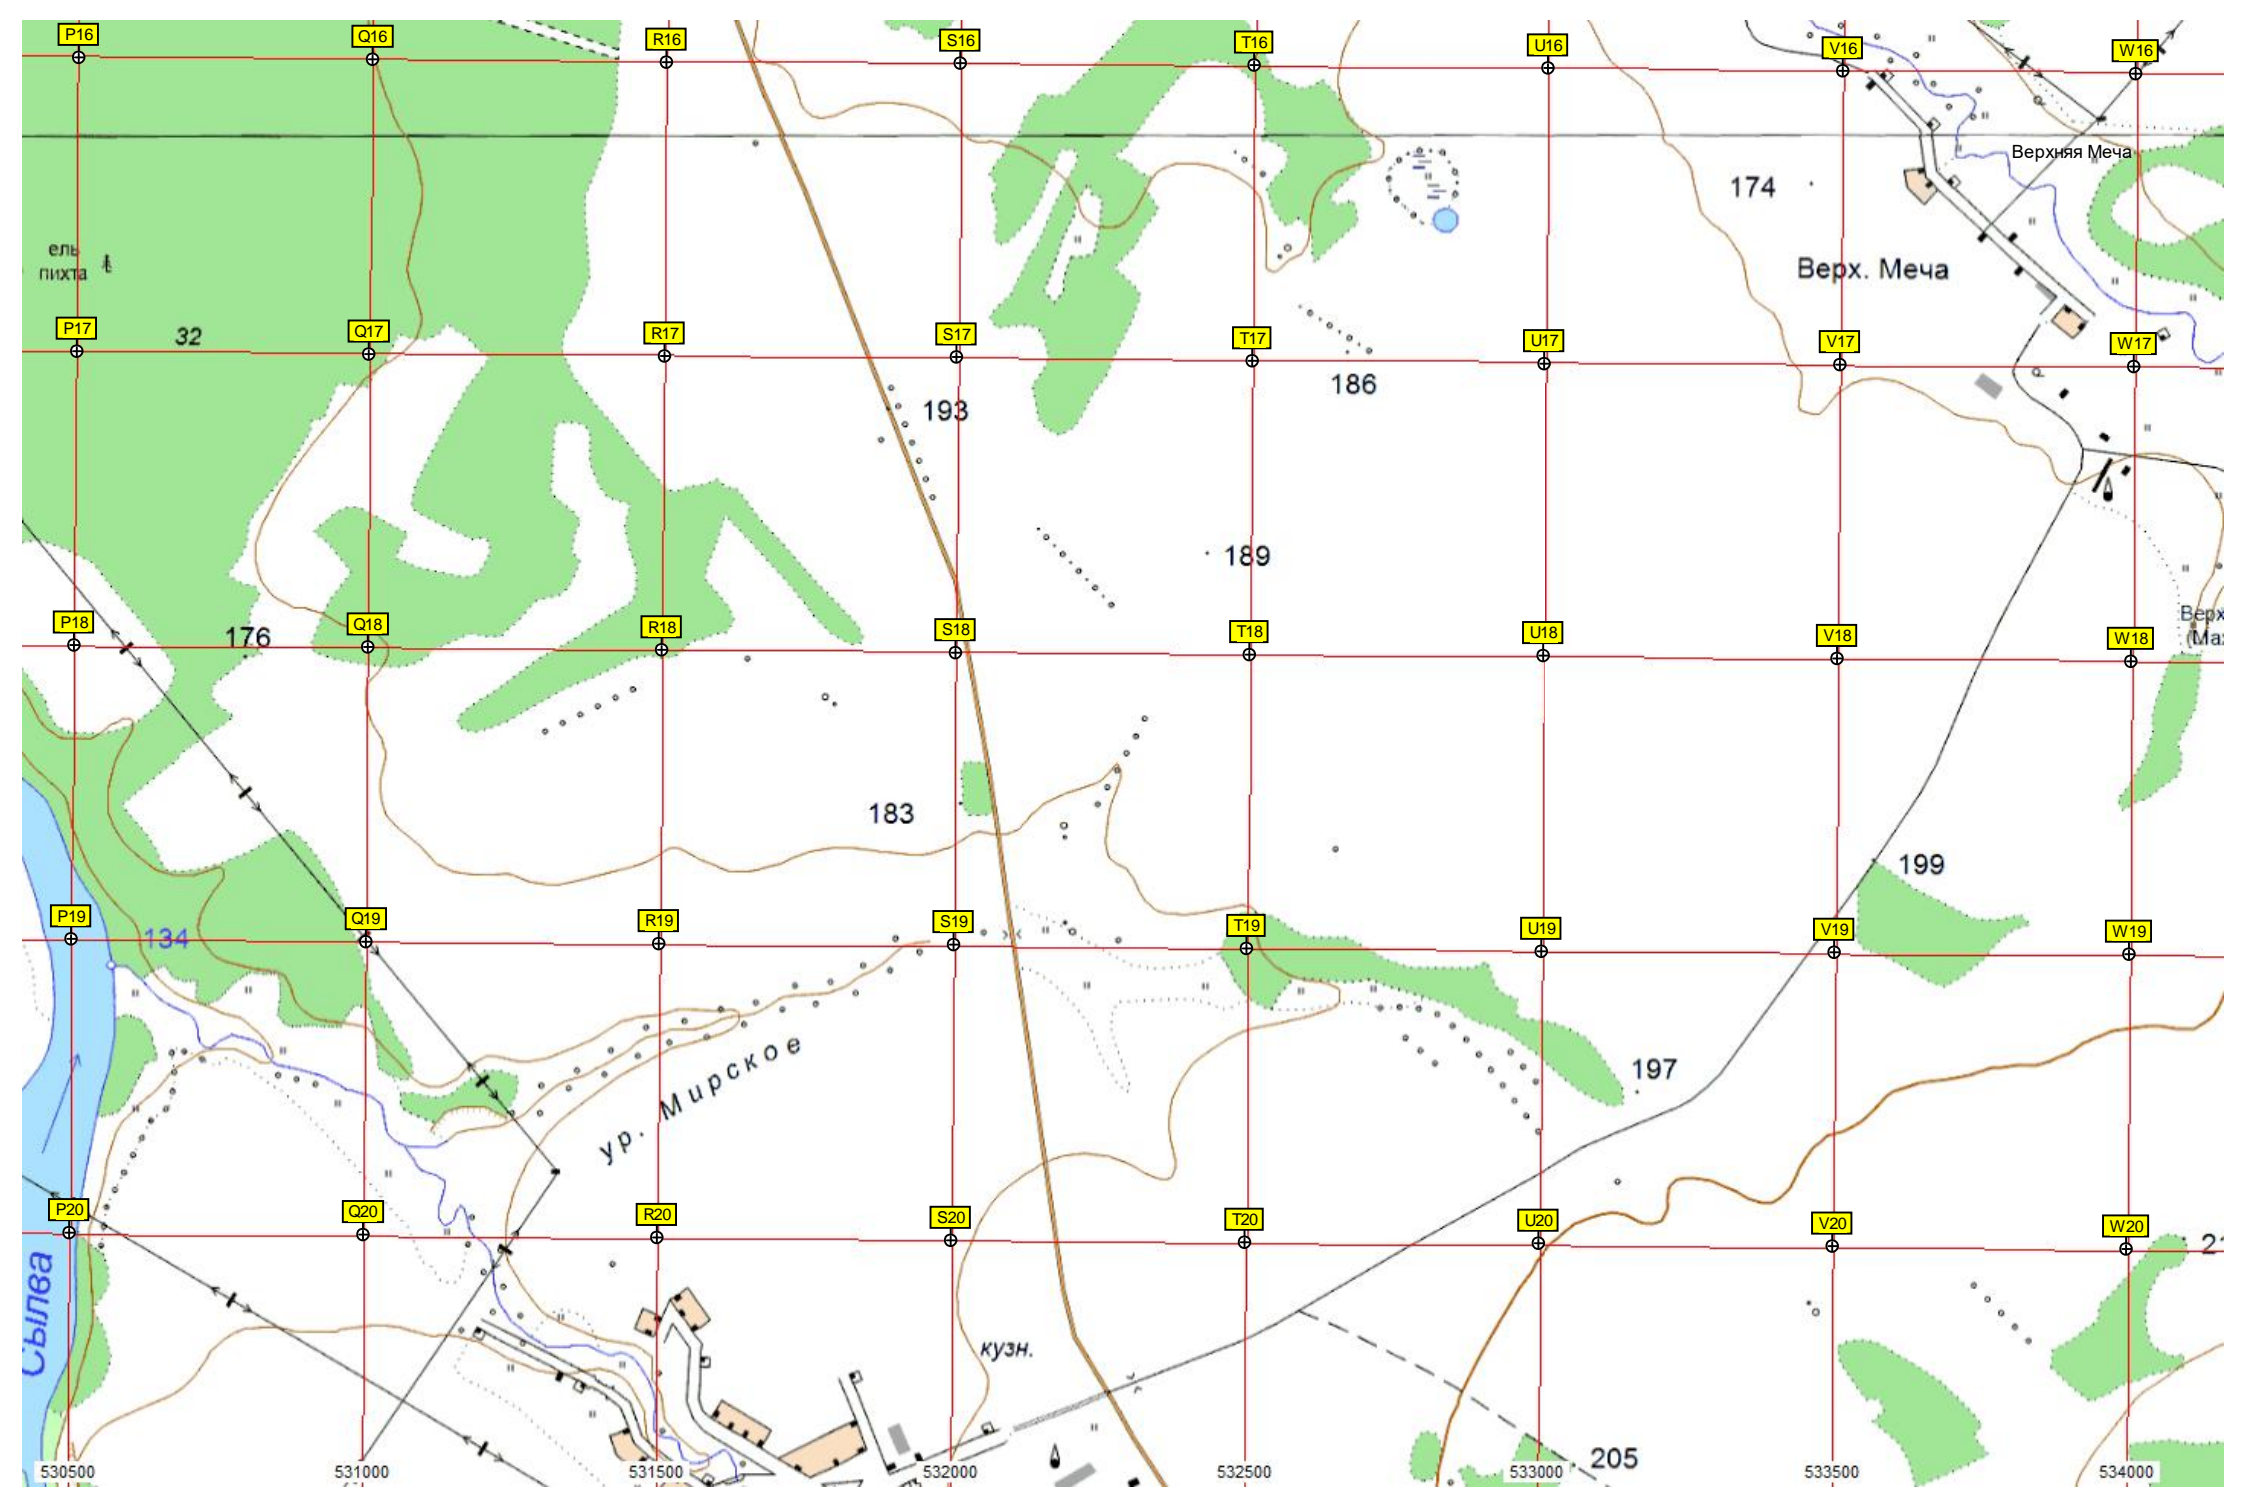 P16 Q16 R16 S16 T16 U16 V16 W16
Верхняя Меча
174
ель
пихта
Верх. Меча
32
P17 Q17 R17 S17 T17 U17 V17 W17
186
193
189
Верх
(Ма
176
P18 Q18 R18 S18 T18 U18 V18 W18
183
199
P19 Q19 R19 S19 T19 U19 V19 W19
134
ур. Мирское
197
P20 Q20 R20 S20 T20 U20 V20 W20
Сылва
кузн.
205
530500 531000 531500 532000 532500 533000 533500 534000